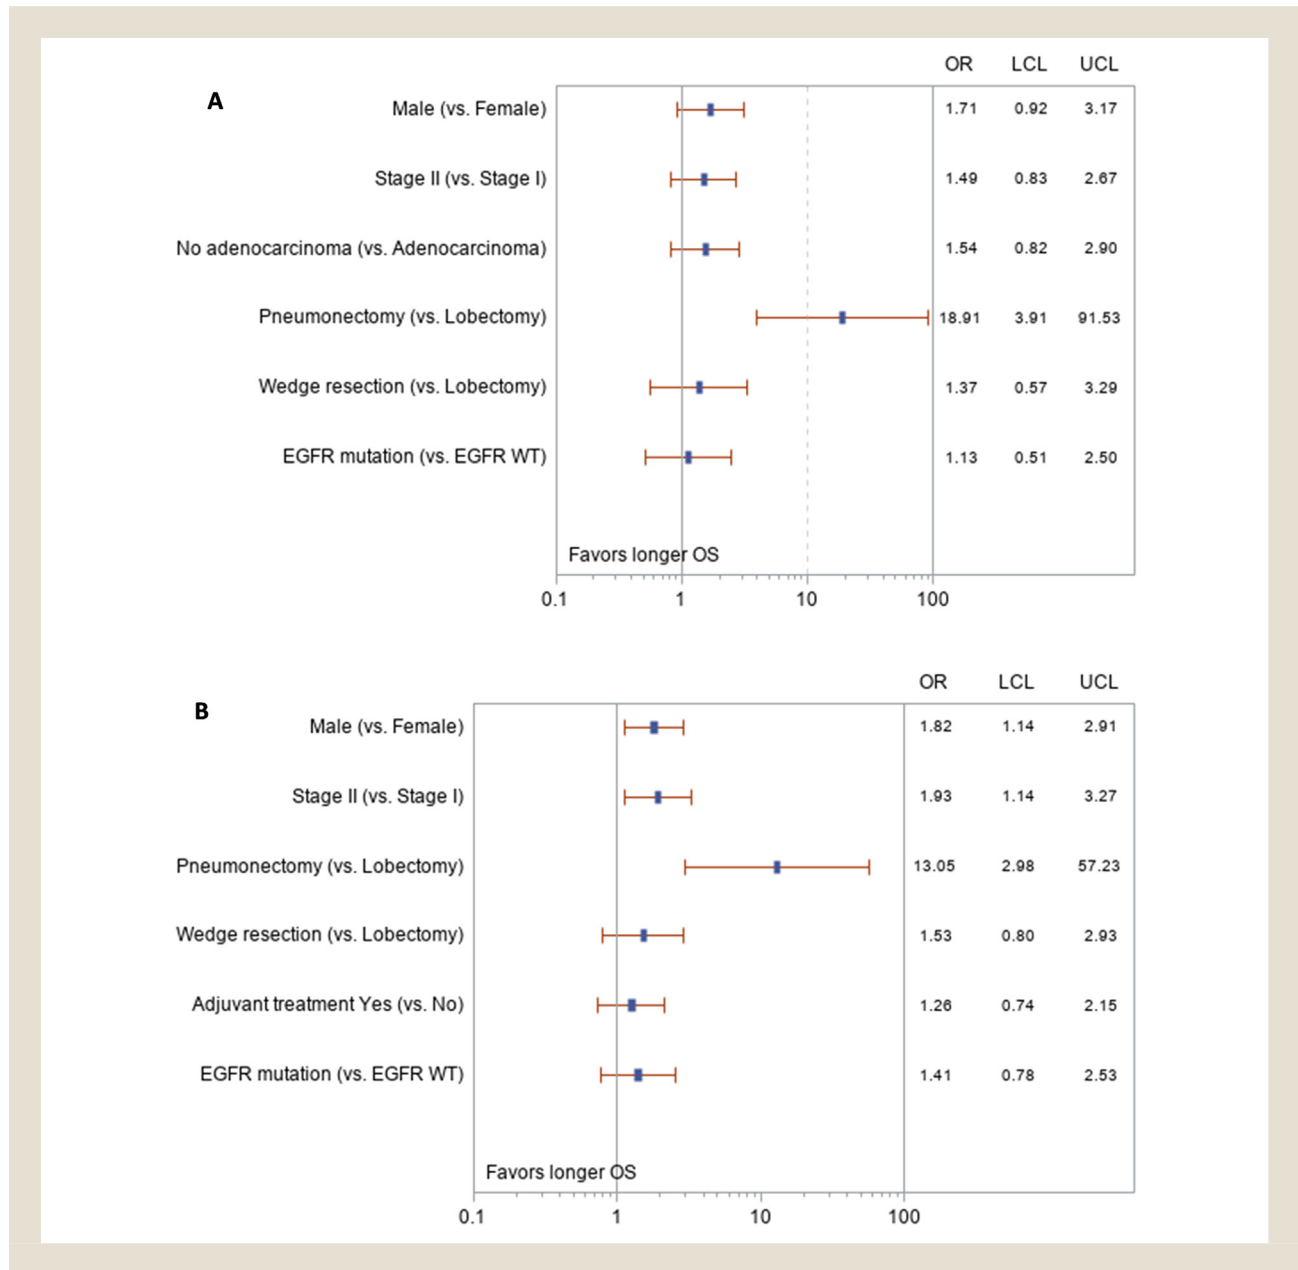 OR LCL UCL
A
Male (vs. Female) 1.71 0.92 3.17
Stage II (vs. Stage I) 1.49 0.83 2.67
No adenocarcinoma (vs. Adenocarcinoma) 1.54 0.82 2.90
Pneumonectomy (vs. Lobectomy) 18.91 3.91 91.53
Wedge resection (vs. Lobectomy) 1.37 0.57 3.29
EGFR mutation (vs. EGFR WT) 1.13 0.51 2.50
Favors longer OS
0.1 1 10 100
OR LCL UCL
B
Male (vs. Female) 1.82 1.14 2.91
Stage II (vs. Stage I) 1.93 1.14 3.27
Pneumonectomy (vs. Lobectomy) 13.05 2.98 57.23
Wedge resection (vs. Lobectomy) 1.53 0.80 2.93
Adjuvant treatment Yes (vs. No) 1.26 0.74 2.15
EGFR mutation (vs. EGFR WT) 1.41 0.78 2.53
Favors longer OS
0.1 1 10 100